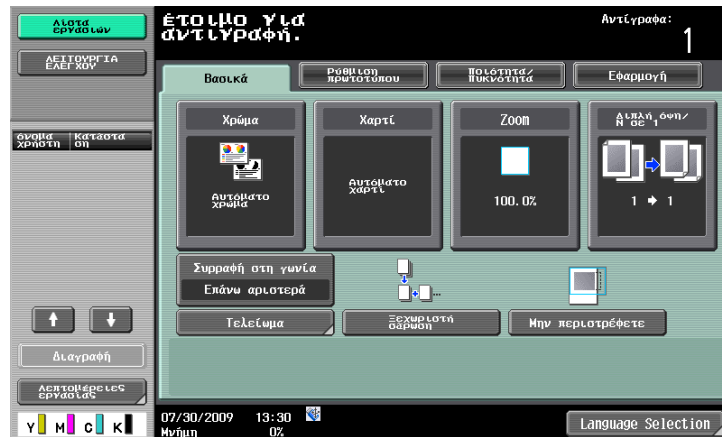 Λίστα
εργασιών
ΛΕΙΤΟΥΡΓΙΑ
ΕΛΕΓΧΟΥ
όνομα
χρήστη
Κατάστα
ση
Διαγραφή
Λεπτομέρειες
εργασίας
Y M C K
έτοιμο για
αντιγραφή.
Αντίγραφα:
1
Βασικά
Ρύθμιση
πρωτοτύπου
Ποιότητα/
Πυκνότητα
Εφαρμογή
Χρώμα
Αυτόματο
χρώμα
Χαρτί
Αυτόματο
χαρτί
Zoom
100.0%
Διπλή όψη/
N σε 1
1 → 1
Συρραφή στη γωνία
Επάνω αριστερά
Τελείωμα
Ξεχωριστή
σάρωση
Μην περιστρέφετε
07/30/2009 13:30
Μνήμη 0%
Language Selection